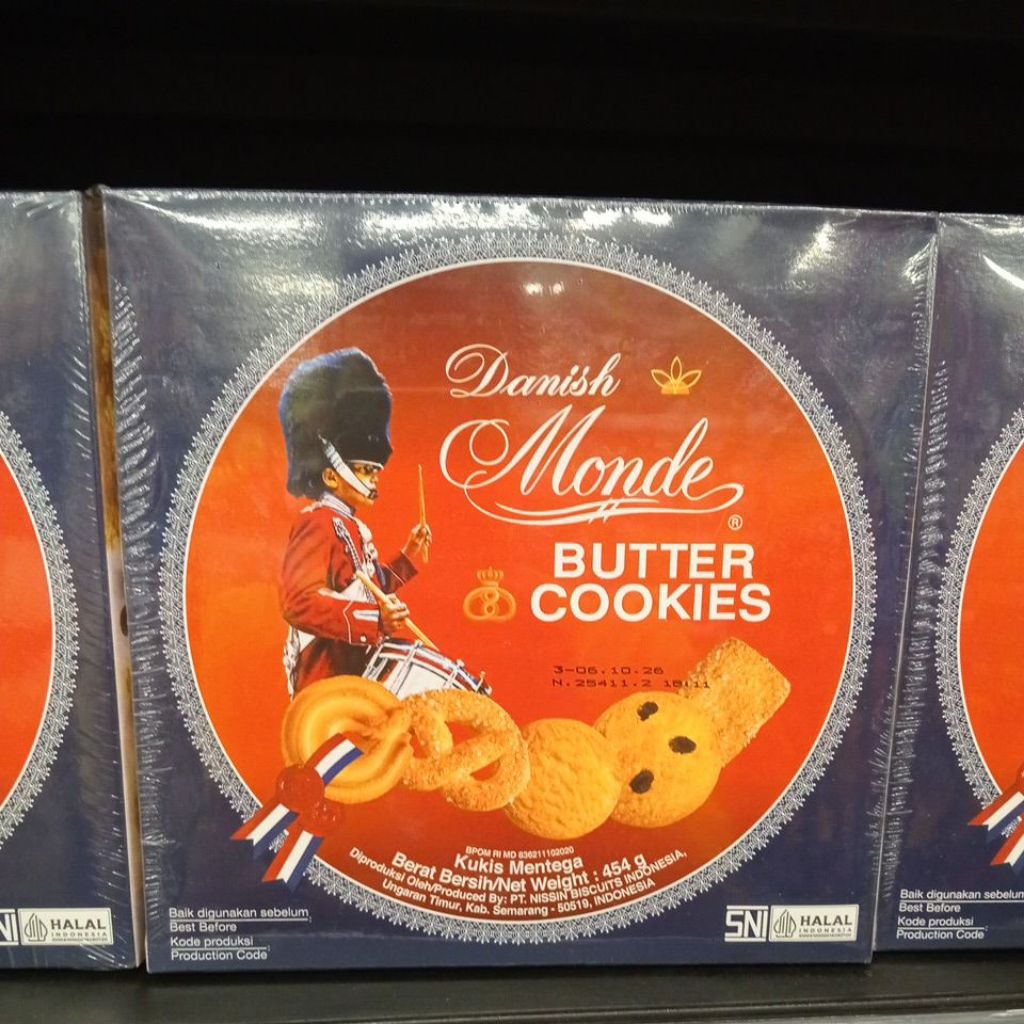 Danish
Monde
®
BUTTER
COOKIES
3-06.10.26
N.25411.2 18:11
BPOM RI MD 836211102020
Kukis Mentega
Berat Bersih/Net Weight : 454 g
Diproduksi Oleh/Produced By: PT. NISSIN BISCUITS INDONESIA,
Ungaran Timur, Kab. Semarang - 50519, INDONESIA
Baik digunakan sebelum
Best Before :
Kode produksi
Production Code :
SNI
HALAL
INDONESIA
NI
HALAL
INDONESIA
Baik digunakan sebelum
Best Before
Kode produksi
Production Code